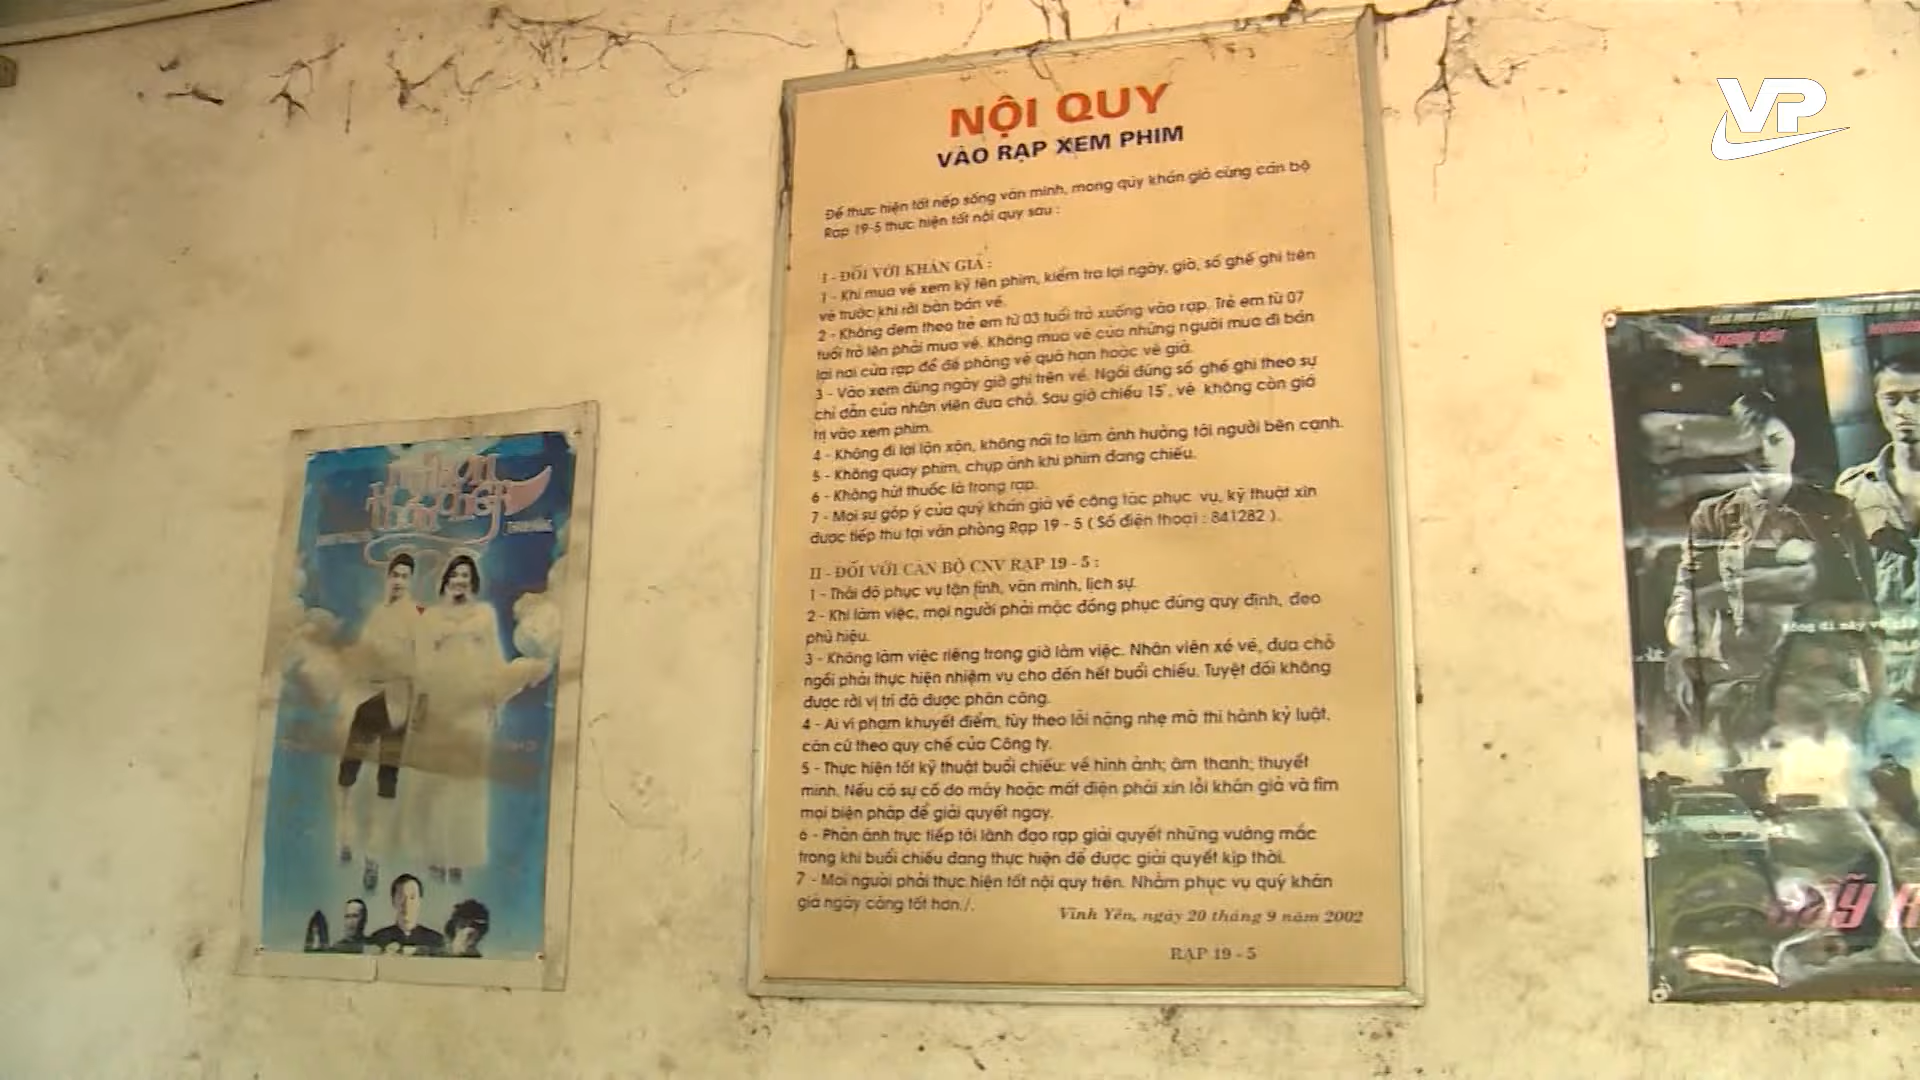 VP
NỘI QUY
VÀO RẠP XEM PHIM
Để thực hiện tốt nếp sống văn minh, mong quý khán giả cùng cán bộ
Rạp 19-5 thực hiện tốt nội quy sau :
I - ĐỐI VỚI KHÁN GIẢ :
1 - Khi mua vé xem kỹ tên phim, kiểm tra lại ngày, giờ, số ghế ghi trên
vé trước khi rời bàn bán vé.
2 - Không đem theo trẻ em từ 03 tuổi trở xuống vào rạp. Trẻ em từ 07
tuổi trở lên phải mua vé. Không mua vé của những người mua đi bán
lại nơi cửa rạp để đề phòng vé quá hạn hoặc vé giả.
3 - Vào xem đúng ngày giờ ghi trên vé. Ngồi đúng số ghế ghi theo sự
chỉ dẫn của nhân viên đưa chỗ. Sau giờ chiếu 15', vé không còn giá
trị vào xem phim.
4 - Không đi lại lộn xộn, không nói to làm ảnh hưởng tới người bên cạnh.
5 - Không quay phim, chụp ảnh khi phim đang chiếu.
6 - Không hút thuốc lá trong rạp.
7 - Mọi sự góp ý của quý khán giả về công tác phục vụ, kỹ thuật xin
được tiếp thu tại văn phòng Rạp 19 - 5 ( Số điện thoại : 841282 ).
II - ĐỐI VỚI CÁN BỘ CNV RẠP 19 - 5 :
1 - Thái độ phục vụ tận tình, văn minh, lịch sự.
2 - Khi làm việc, mọi người phải mặc đồng phục đúng quy định, đeo
phù hiệu.
3 - Không làm việc riêng trong giờ làm việc. Nhân viên xé vé, đưa chỗ
ngồi phải thực hiện nhiệm vụ cho đến hết buổi chiếu. Tuyệt đối không
được rời vị trí đã được phân công.
4 - Ai vi phạm khuyết điểm, tùy theo lỗi nặng nhẹ mà thi hành kỷ luật,
căn cứ theo quy chế của Công ty.
5 - Thực hiện tốt kỹ thuật buổi chiếu: về hình ảnh; âm thanh; thuyết
minh. Nếu có sự cố do máy hoặc mất điện phải xin lỗi khán giả và tìm
mọi biện pháp để giải quyết ngay.
6 - Phản ánh trực tiếp tới lãnh đạo rạp giải quyết những vướng mắc
trong khi buổi chiếu đang thực hiện để được giải quyết kịp thời.
7 - Mọi người phải thực hiện tốt nội quy trên. Nhằm phục vụ quý khán
giả ngày càng tốt hơn./.
Vĩnh Yên, ngày 20 tháng 9 năm 2002
RẠP 19 - 5